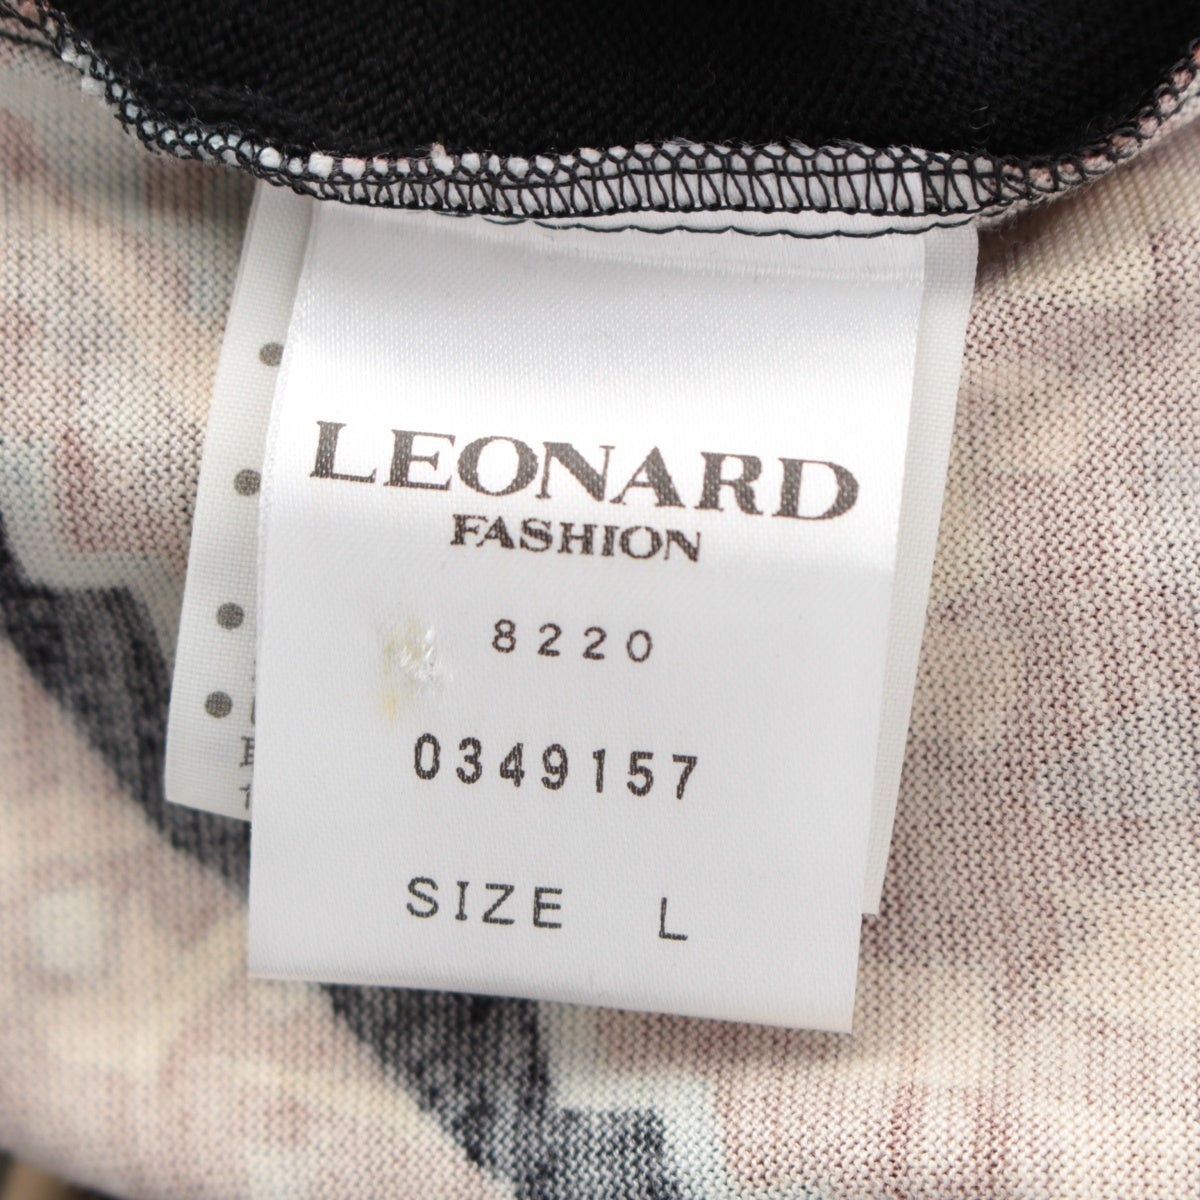 LEONARD
FASHION
8220
0349157
SIZE L